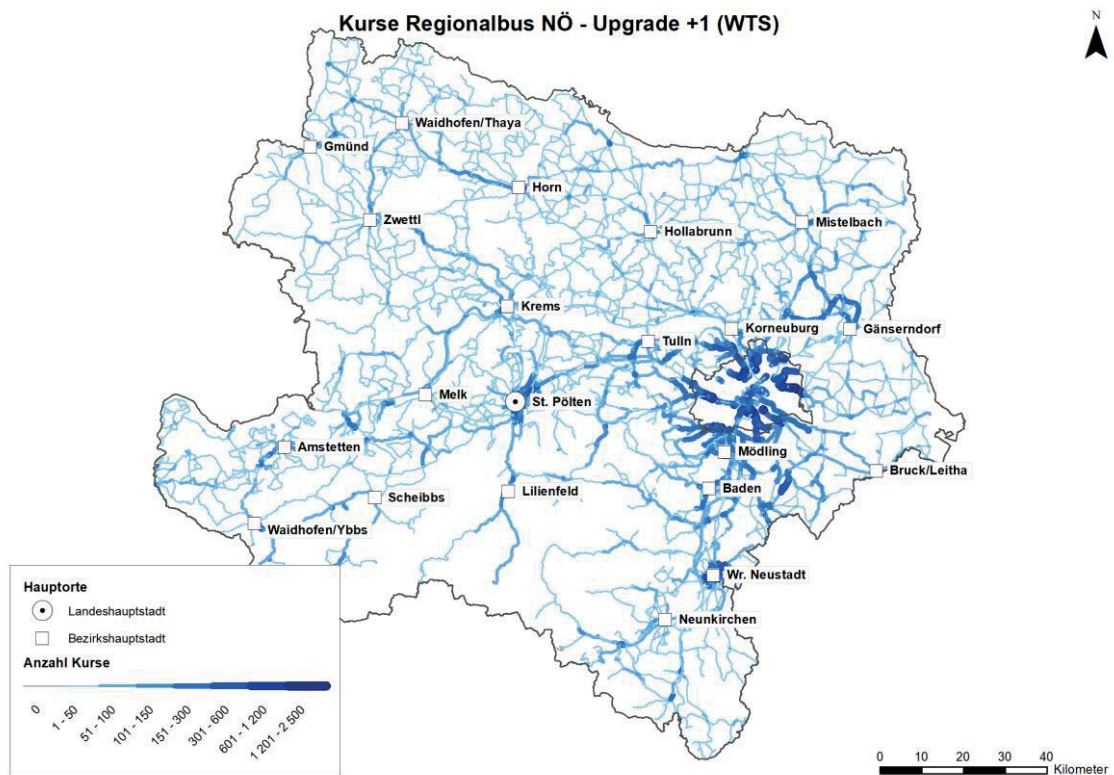 Kurse Regionalbus NÖ - Upgrade +1 (WTS)
N
Waidhofen/Thaya
Gmünd
Horn
Zwettl
Hollabrunn
Mistelbach
Krems
Korneuburg
Gänserndorf
Tulln
Melk
St. Pölten
Amstetten
Mödling
Bruck/Leitha
Scheibbs
Lilienfeld
Baden
Waidhofen/Ybbs
Wr. Neustadt
Neunkirchen
Hauptorte
Landeshauptstadt
Bezirkshauptstadt
Anzahl Kurse
0
1 - 50
51 - 100
101 - 150
151 - 300
301 - 600
601 - 1 200
1 201 - 2 500
0 10 20 30 40
Kilometer